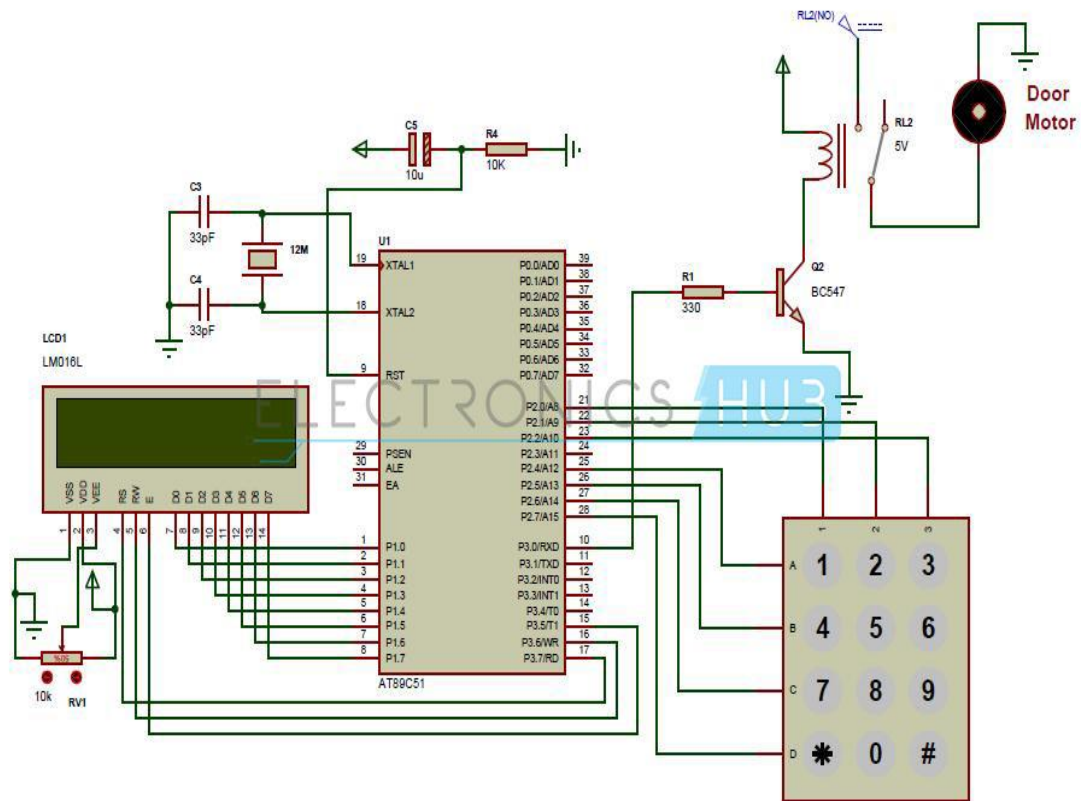 RL2(NO)
Door
Motor
RL2
5V
C5
10u
R4
10K
C3
33pF
12M
C4
33pF
U1
19
XTAL1
18
XTAL2
9
RST
29
PSEN
30
ALE
31
EA
1
P1.0
2
P1.1
3
P1.2
4
P1.3
5
P1.4
6
P1.5
7
P1.6
8
P1.7
P0.0/AD0
39
P0.1/AD1
38
P0.2/AD2
37
P0.3/AD3
36
P0.4/AD4
35
P0.5/AD5
34
P0.6/AD6
33
P0.7/AD7
32
P2.0/A8
21
P2.1/A9
22
P2.2/A10
23
P2.3/A11
24
P2.4/A12
25
P2.5/A13
26
P2.6/A14
27
P2.7/A15
28
P3.0/RXD
10
P3.1/TXD
11
P3.2/INT0
12
P3.3/INT1
13
P3.4/T0
14
P3.5/T1
15
P3.6/WR
16
P3.7/RD
17
AT89C51
R1
330
Q2
BC547
ELECTRONICS HUB
LCD1
LM016L
VSS VDD VEE RS RW E D0 D1 D2 D3 D4 D5 D6 D7
1 2 3 4 5 6 7 8 9 10 11 12 13 14
50%
10k
RV1
1 2 3
A 1 2 3
B 4 5 6
C 7 8 9
D * 0 #